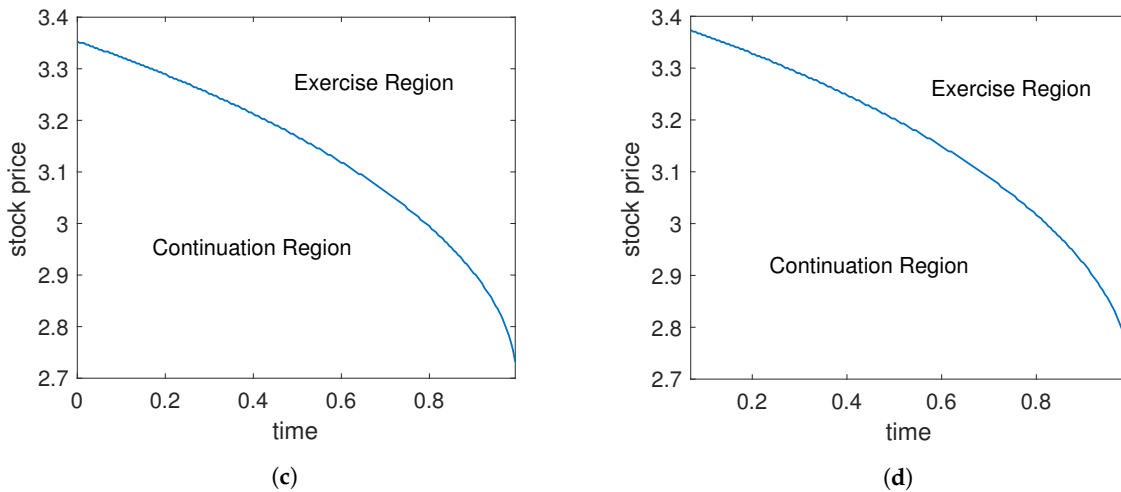 3.4
3.3
3.2
3.1
3
2.9
2.8
2.7
stock price
Exercise Region
Continuation Region
0 0.2 0.4 0.6 0.8
time
(c)
3.4
3.3
3.2
3.1
3
2.9
2.8
2.7
stock price
Exercise Region
Continuation Region
0.2 0.4 0.6 0.8
time
(d)